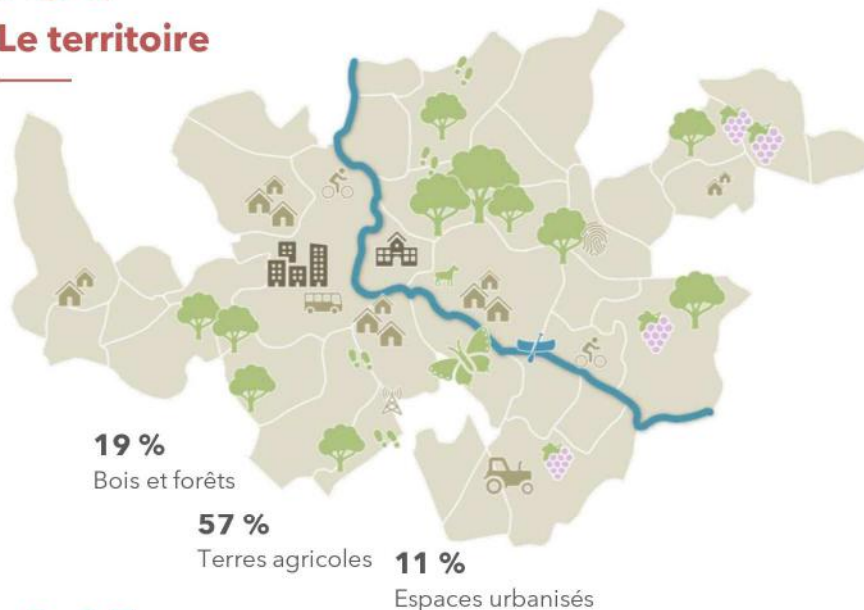 Le territoire
19 %
Bois et forêts
57 %
Terres agricoles
11 %
Espaces urbanisés